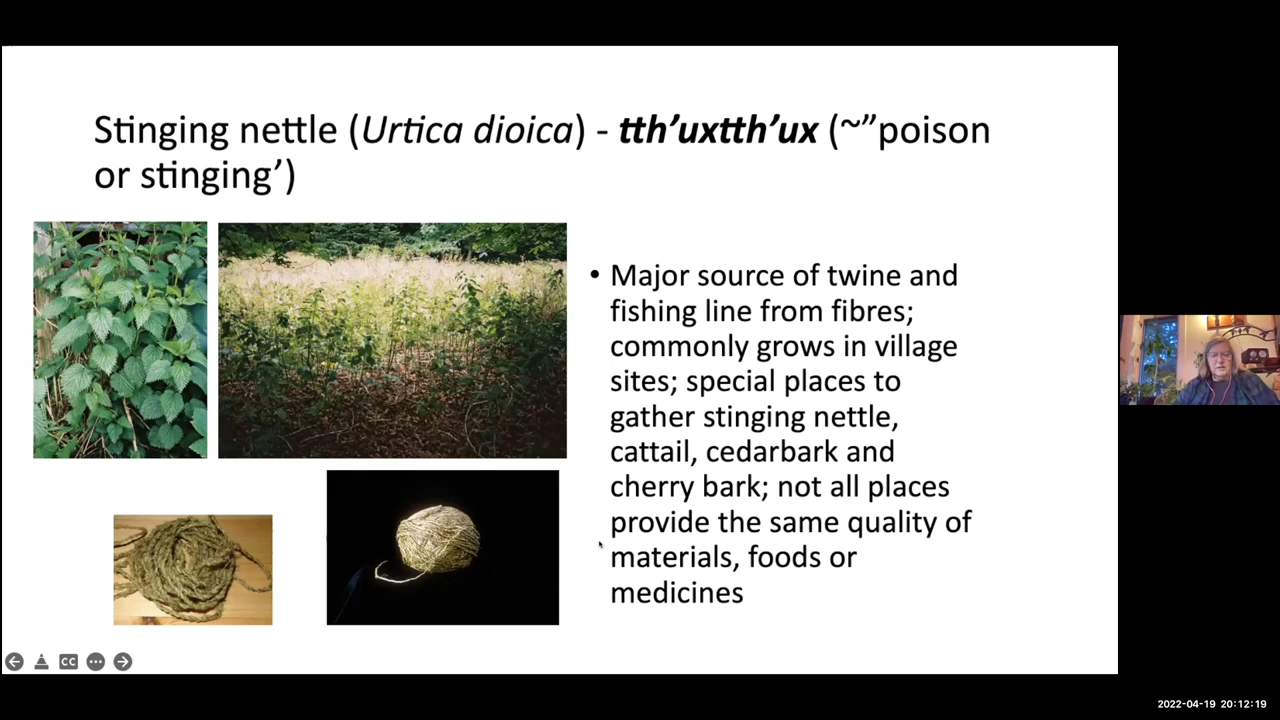 Stinging nettle (Urtica dioica) - tth’uxtth’ux (~”poison
or stinging’)
• Major source of twine and
fishing line from fibres;
commonly grows in village
sites; special places to
gather stinging nettle,
cattail, cedarbark and
cherry bark; not all places
provide the same quality of
materials, foods or
medicines
CC
2022-04-19 20:12:19